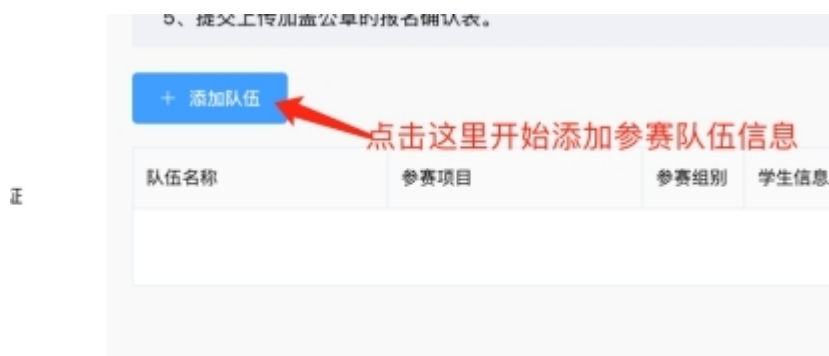 5、提交上传加盖公章的报名确认表。
+ 添加队伍
点击这里开始添加参赛队伍信息
队伍名称 参赛项目 参赛组别 学生信息
证